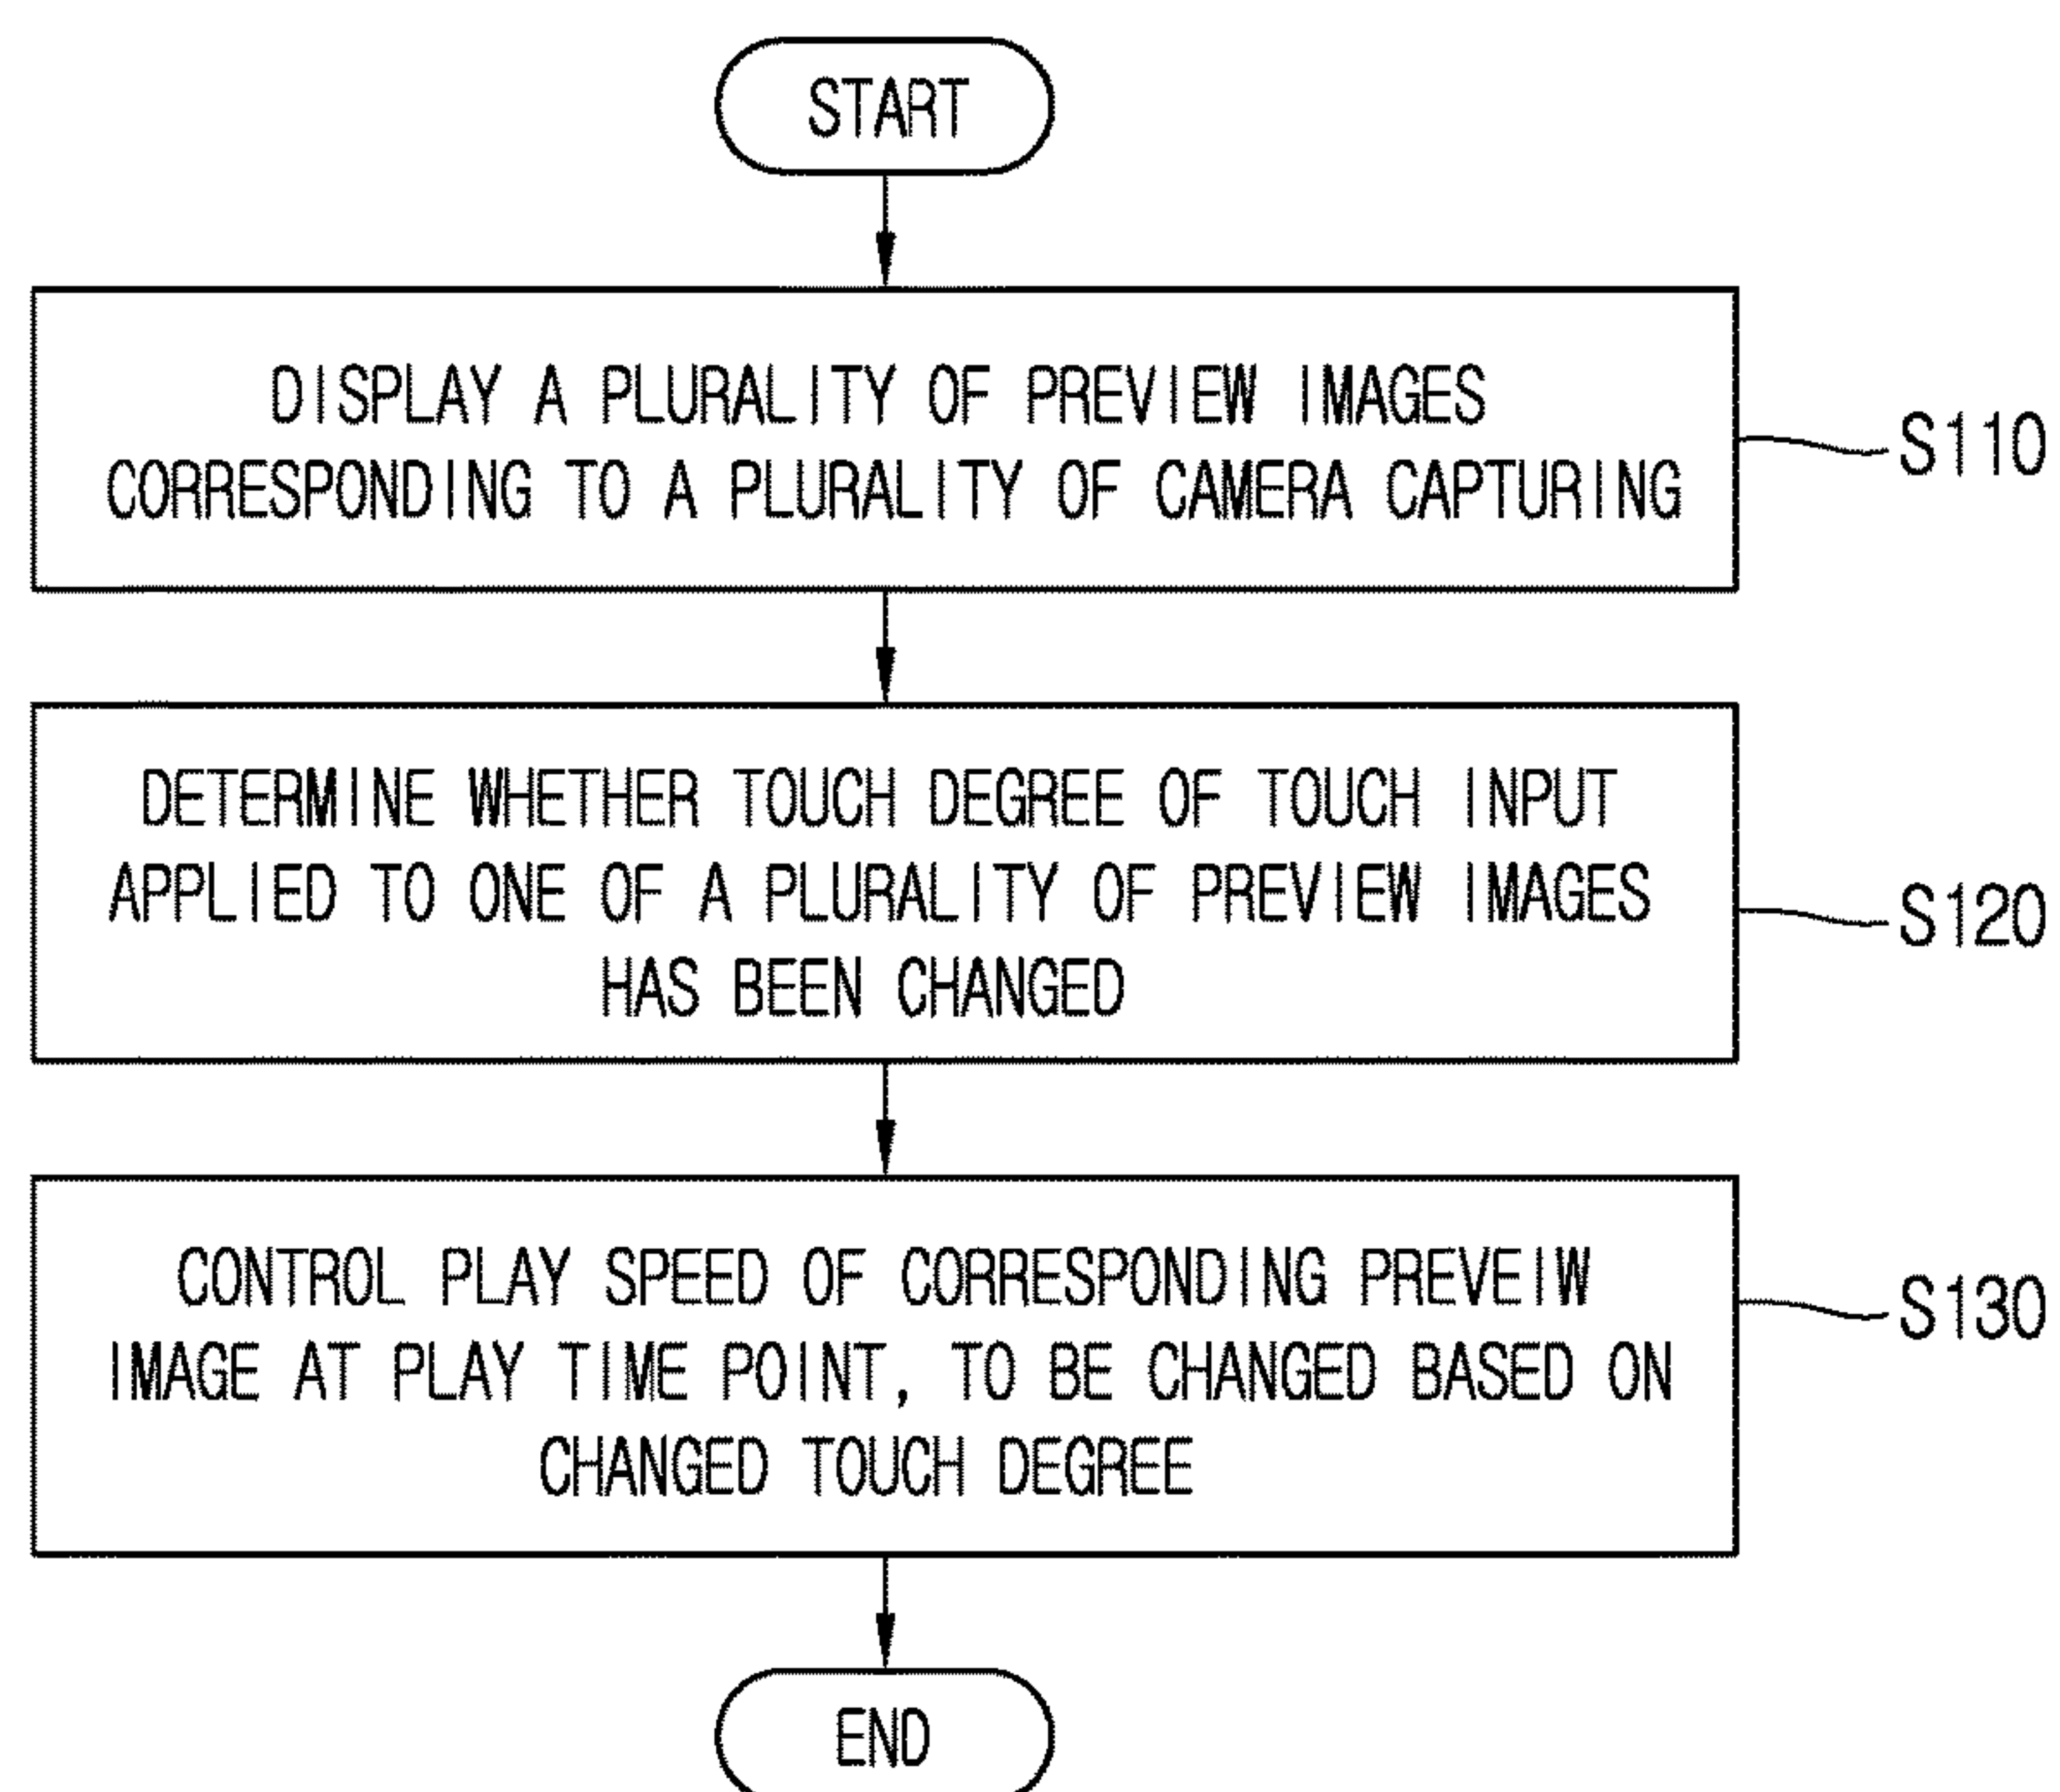 START
DISPLAY A PLURALITY OF PREVIEW IMAGES
CORRESPONDING TO A PLURALITY OF CAMERA CAPTURING
S110
DETERMINE WHETHER TOUCH DEGREE OF TOUCH INPUT
APPLIED TO ONE OF A PLURALITY OF PREVIEW IMAGES
HAS BEEN CHANGED
S120
CONTROL PLAY SPEED OF CORRESPONDING PREVEIW
IMAGE AT PLAY TIME POINT, TO BE CHANGED BASED ON
CHANGED TOUCH DEGREE
S130
END